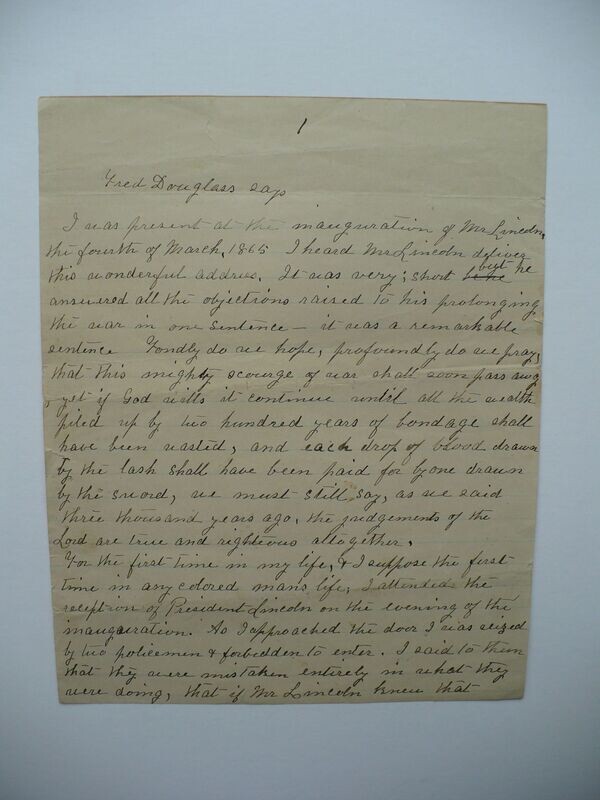 1
Fred Douglass says
I was present at the inauguration of Mr Lincoln,
the fourth of March, 1865 I heard Mr Lincoln deliver
this wonderful address. It was very; short but he
answered all the objections raised to his prolonging
the war in one sentence — it was a remarkable
sentence Fondly do we hope, profoundly do we pray,
that this mighty scourge of war shall soon pass away
, yet if God wills it continue until all the wealth
piled up by two hundred years of bondage shall
have been wasted, and each drop of blood drawn
by the lash shall have been paid for by one drawn
by the sword, we must still say, as we said
three thousand years ago, the judgements of the
Lord are true and righteous altogether.
For the first time in my life, & I suppose the first
time in any colored mans life, I attended the
reception of President Lincoln on the evening of the
inauguration. As I approached the door I was seized
by two policemen & forbidden to enter. I said to them
that they were mistaken entirely in what they
were doing, that if Mr Lincoln knew that